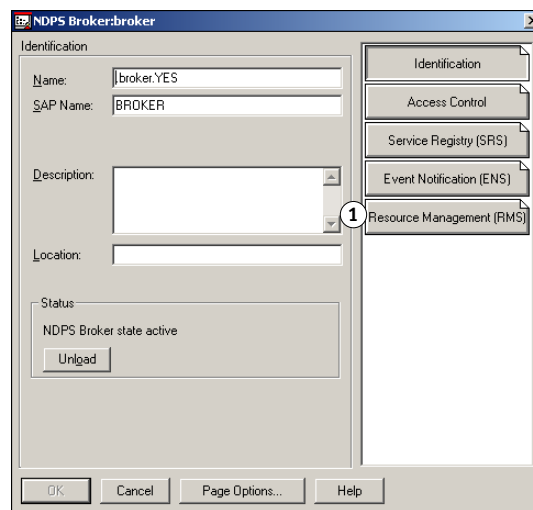 NDPS Broker:broker
Identification
Name: .broker.YES
SAP Name: BROKER
Description:
Location:
Status
NDPS Broker state active
Unload
Identification
Access Control
Service Registry (SRS)
Event Notification (ENS)
1 Resource Management (RMS)
OK Cancel Page Options... Help